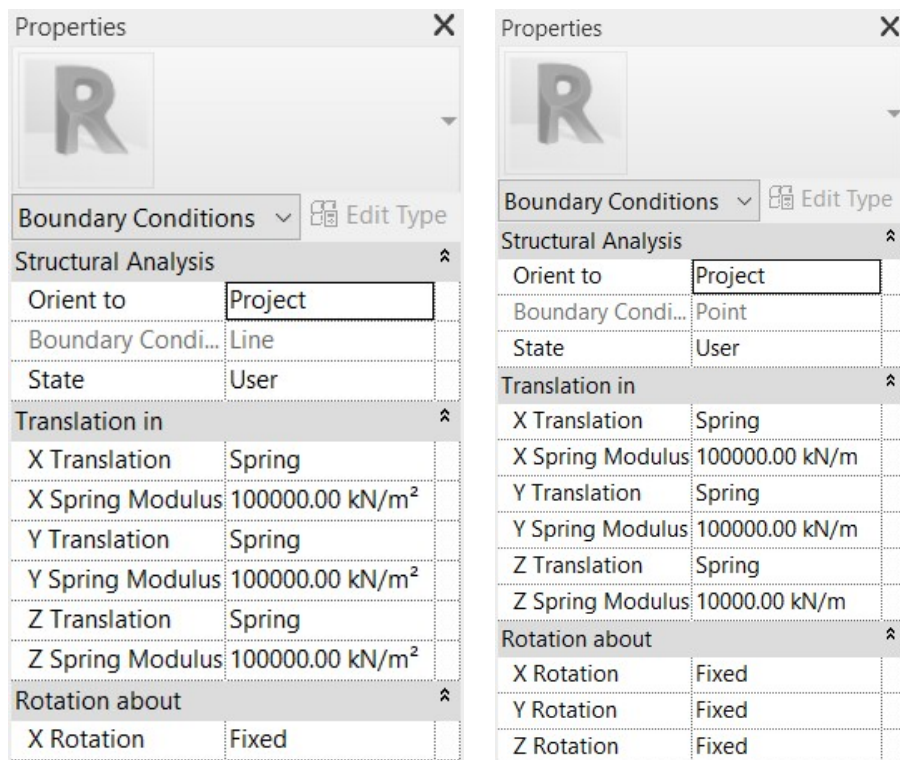 Properties
Boundary Conditions Edit Type
Structural Analysis
Orient to Project
Boundary Condi... Line
State User
Translation in
X Translation Spring
X Spring Modulus 100000.00 kN/m²
Y Translation Spring
Y Spring Modulus 100000.00 kN/m²
Z Translation Spring
Z Spring Modulus 100000.00 kN/m²
Rotation about
X Rotation Fixed
Properties
Boundary Conditions Edit Type
Structural Analysis
Orient to Project
Boundary Condi... Point
State User
Translation in
X Translation Spring
X Spring Modulus 100000.00 kN/m
Y Translation Spring
Y Spring Modulus 100000.00 kN/m
Z Translation Spring
Z Spring Modulus 10000.00 kN/m
Rotation about
X Rotation Fixed
Y Rotation Fixed
Z Rotation Fixed